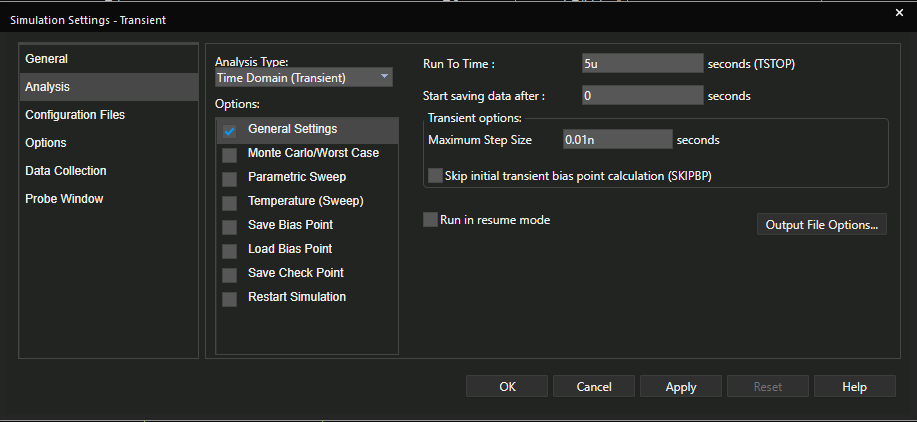 Simulation Settings - Transient
General
Analysis
Configuration Files
Options
Data Collection
Probe Window
Analysis Type:
Time Domain (Transient)
Options:
General Settings
Monte Carlo/Worst Case
Parametric Sweep
Temperature (Sweep)
Save Bias Point
Load Bias Point
Save Check Point
Restart Simulation
Run To Time : 5u seconds (TSTOP)
Start saving data after : 0 seconds
Transient options:
Maximum Step Size 0.01n seconds
Skip initial transient bias point calculation (SKIPBP)
Run in resume mode
Output File Options...
OK Cancel Apply Reset Help